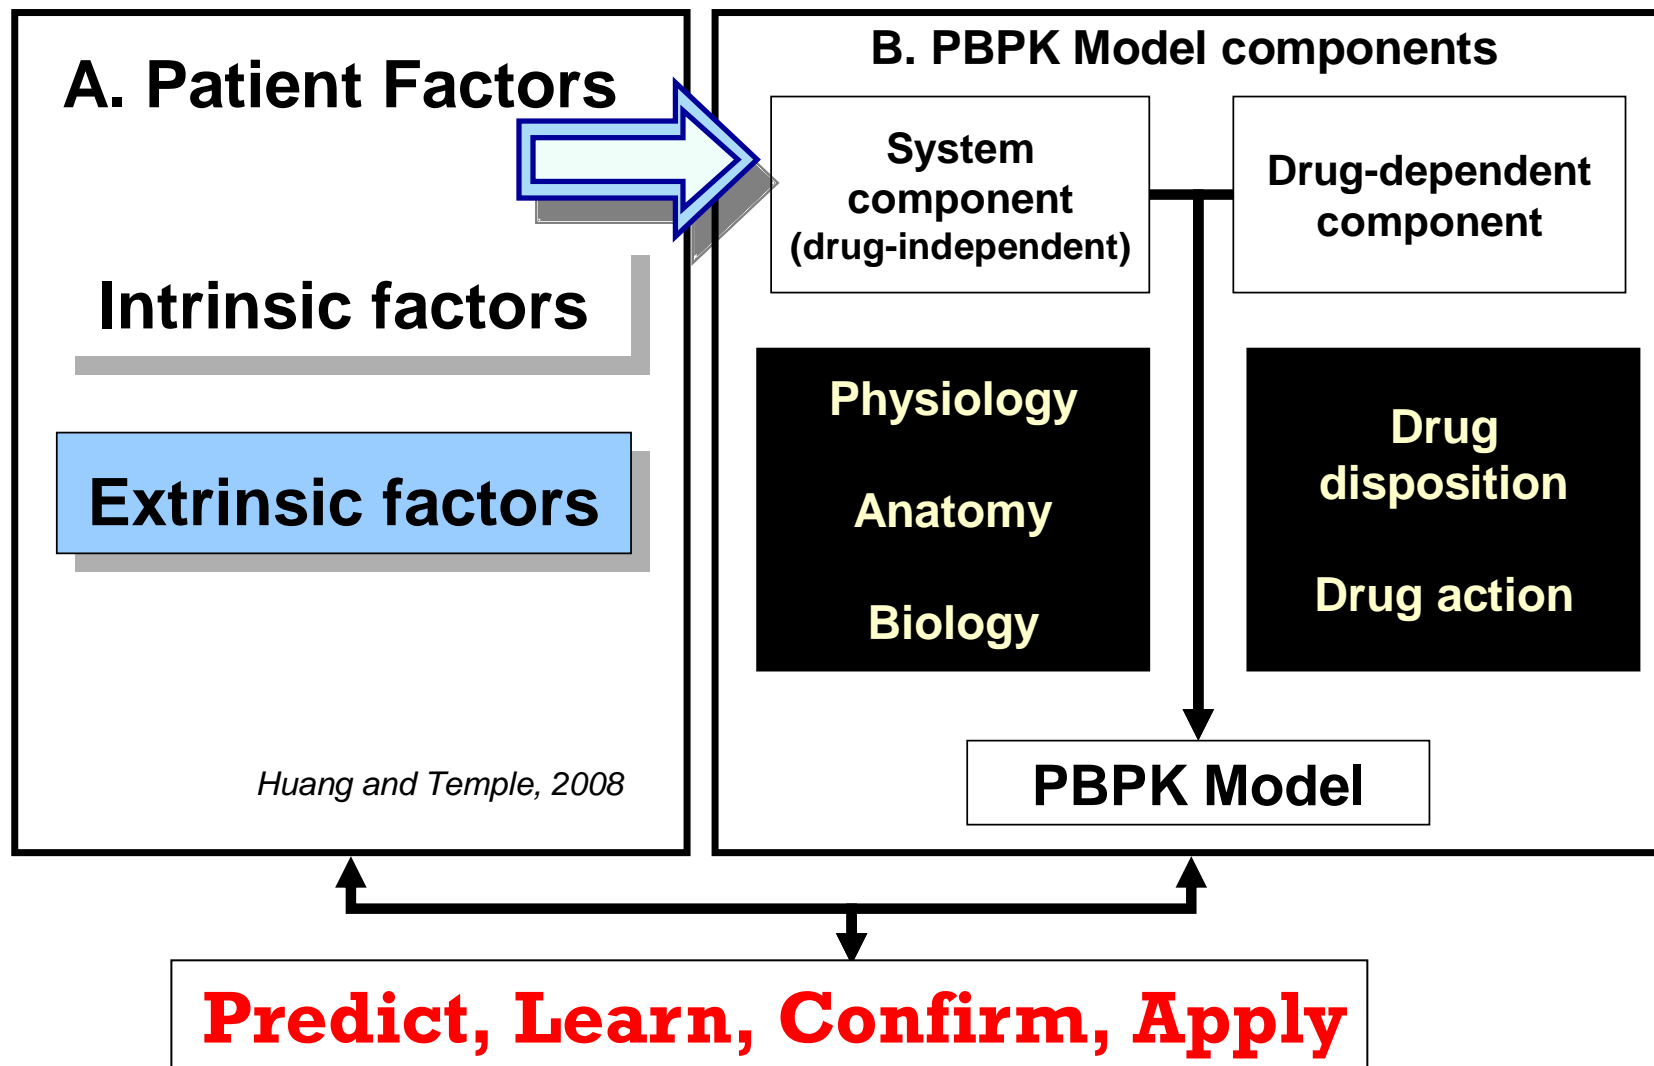 A. Patient Factors
Intrinsic factors
Extrinsic factors
Huang and Temple, 2008
B. PBPK Model components
System
component
(drug-independent)
Drug-dependent
component
Physiology
Anatomy
Biology
Drug
disposition
Drug action
PBPK Model
Predict, Learn, Confirm, Apply